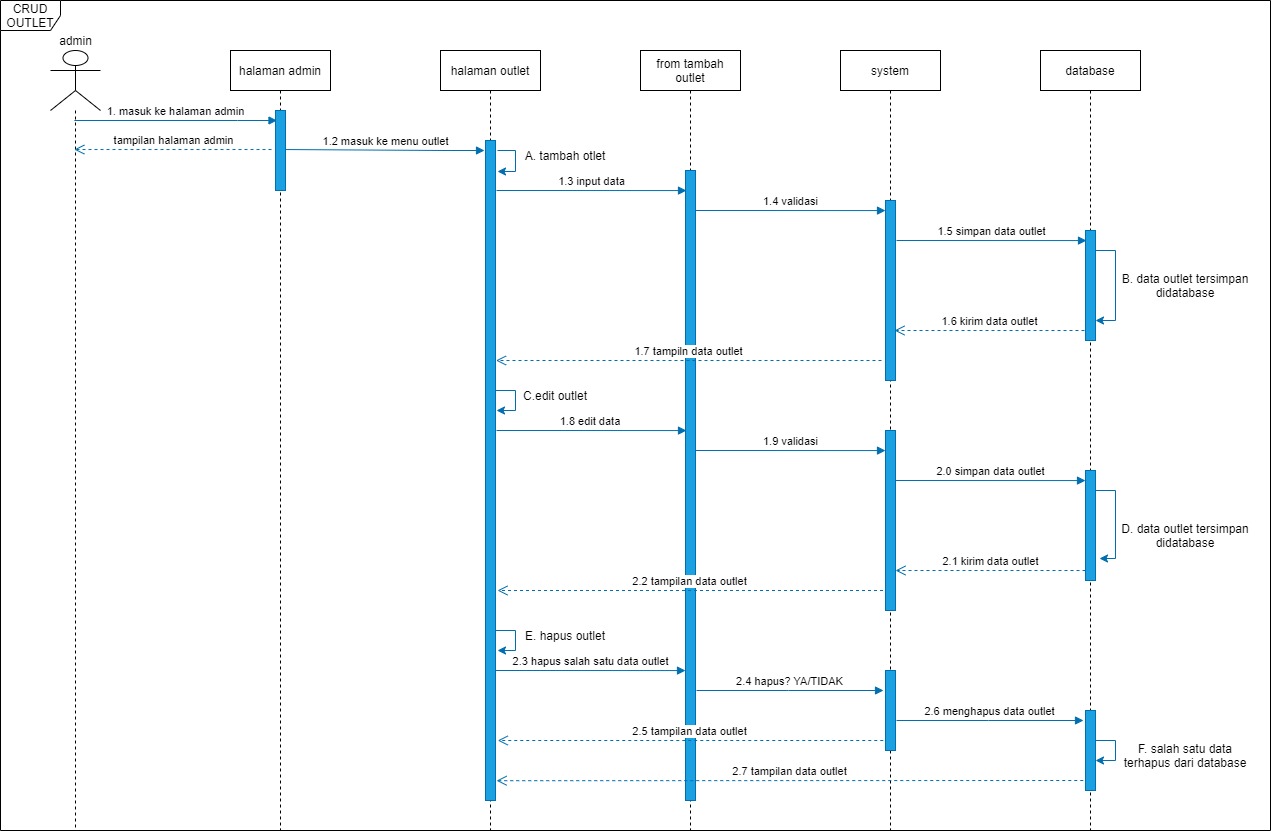 CRUD
OUTLET
admin
halaman admin
halaman outlet
from tambah
outlet
system
database
1. masuk ke halaman admin
tampilan halaman admin
1.2 masuk ke menu outlet
A. tambah otlet
1.3 input data
1.4 validasi
1.5 simpan data outlet
B. data outlet tersimpan
didatabase
1.6 kirim data outlet
1.7 tampiln data outlet
C.edit outlet
1.8 edit data
1.9 validasi
2.0 simpan data outlet
D. data outlet tersimpan
didatabase
2.1 kirim data outlet
2.2 tampilan data outlet
E. hapus outlet
2.3 hapus salah satu data outlet
2.4 hapus? YA/TIDAK
2.6 menghapus data outlet
2.5 tampilan data outlet
F. salah satu data
terhapus dari database
2.7 tampilan data outlet